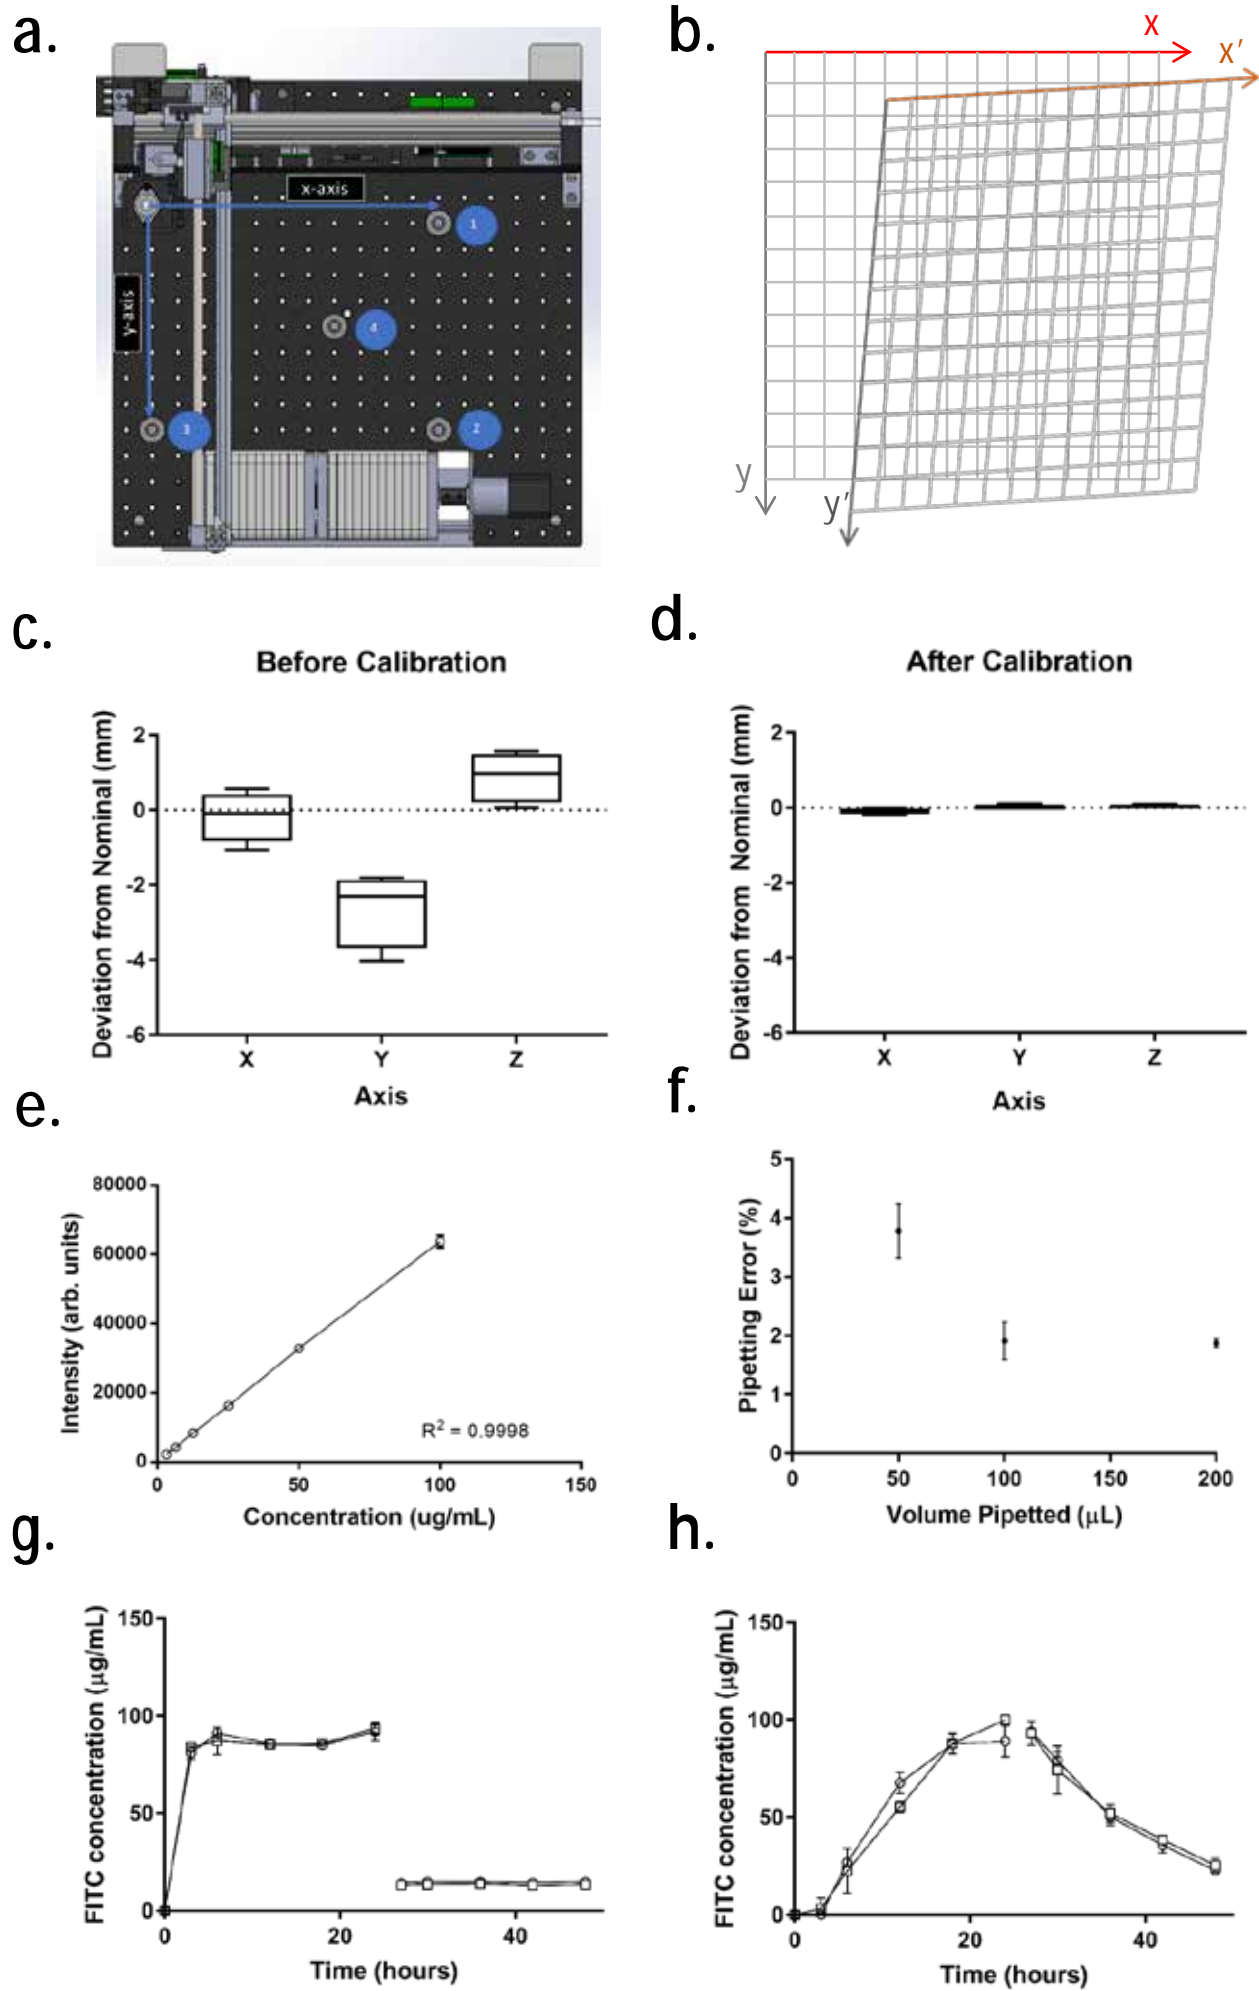 a.
x-axis
y-axis
1
4
3
2
b.
x
x'
y
y'
c.
Before Calibration
Deviation from Nominal (mm)
2
0
-2
-4
-6
X Y Z
Axis
d.
After Calibration
Deviation from Nominal (mm)
2
0
-2
-4
-6
X Y Z
Axis
e.
Intensity (arb. units)
80000
60000
40000
20000
0
R² = 0.9998
0 50 100 150
Concentration (ug/mL)
f.
Pipetting Error (%)
5
4
3
2
1
0
0 50 100 150 200
Volume Pipetted (µL)
g.
FITC concentration (µg/mL)
150
100
50
0
0 20 40
Time (hours)
h.
FITC concentration (µg/mL)
150
100
50
0
0 20 40
Time (hours)